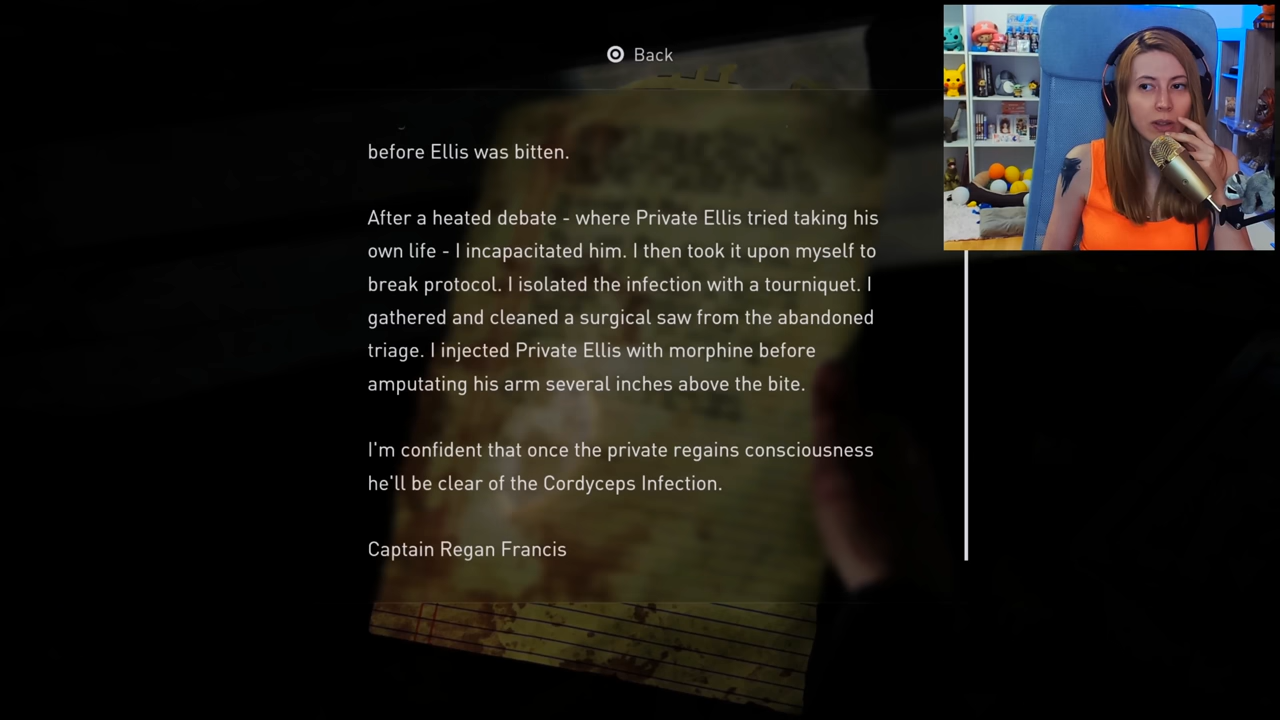 Back
before Ellis was bitten.
After a heated debate - where Private Ellis tried taking his
own life - I incapacitated him. I then took it upon myself to
break protocol. I isolated the infection with a tourniquet. I
gathered and cleaned a surgical saw from the abandoned
triage. I injected Private Ellis with morphine before
amputating his arm several inches above the bite.
I'm confident that once the private regains consciousness
he'll be clear of the Cordyceps Infection.
Captain Regan Francis